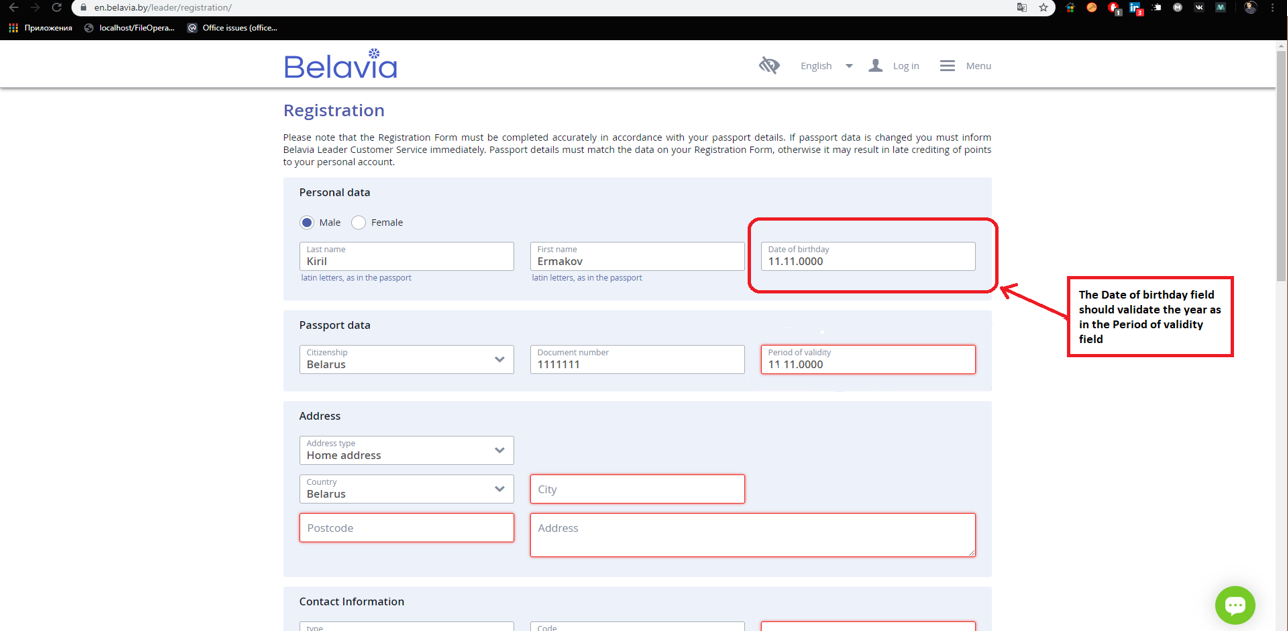 en.belavia.by/leader/registration/
Приложения
localhost/FileOpera...
Office issues (office...
Belavia
English
Log in
Menu
Registration
Please note that the Registration Form must be completed accurately in accordance with your passport details. If passport data is changed you must inform
Belavia Leader Customer Service immediately. Passport details must match the data on your Registration Form, otherwise it may result in late crediting of points
to your personal account.
Personal data
Male
Female
Last name
Kiril
First name
Ermakov
Date of birthday
11.11.0000
latin letters, as in the passport
latin letters, as in the passport
The Date of birthday field
should validate the year as
in the Period of validity
field
Passport data
Citizenship
Belarus
Document number
1111111
Period of validity
11 11.0000
Address
Address type
Home address
Country
Belarus
City
Postcode
Address
Contact Information
type
Code